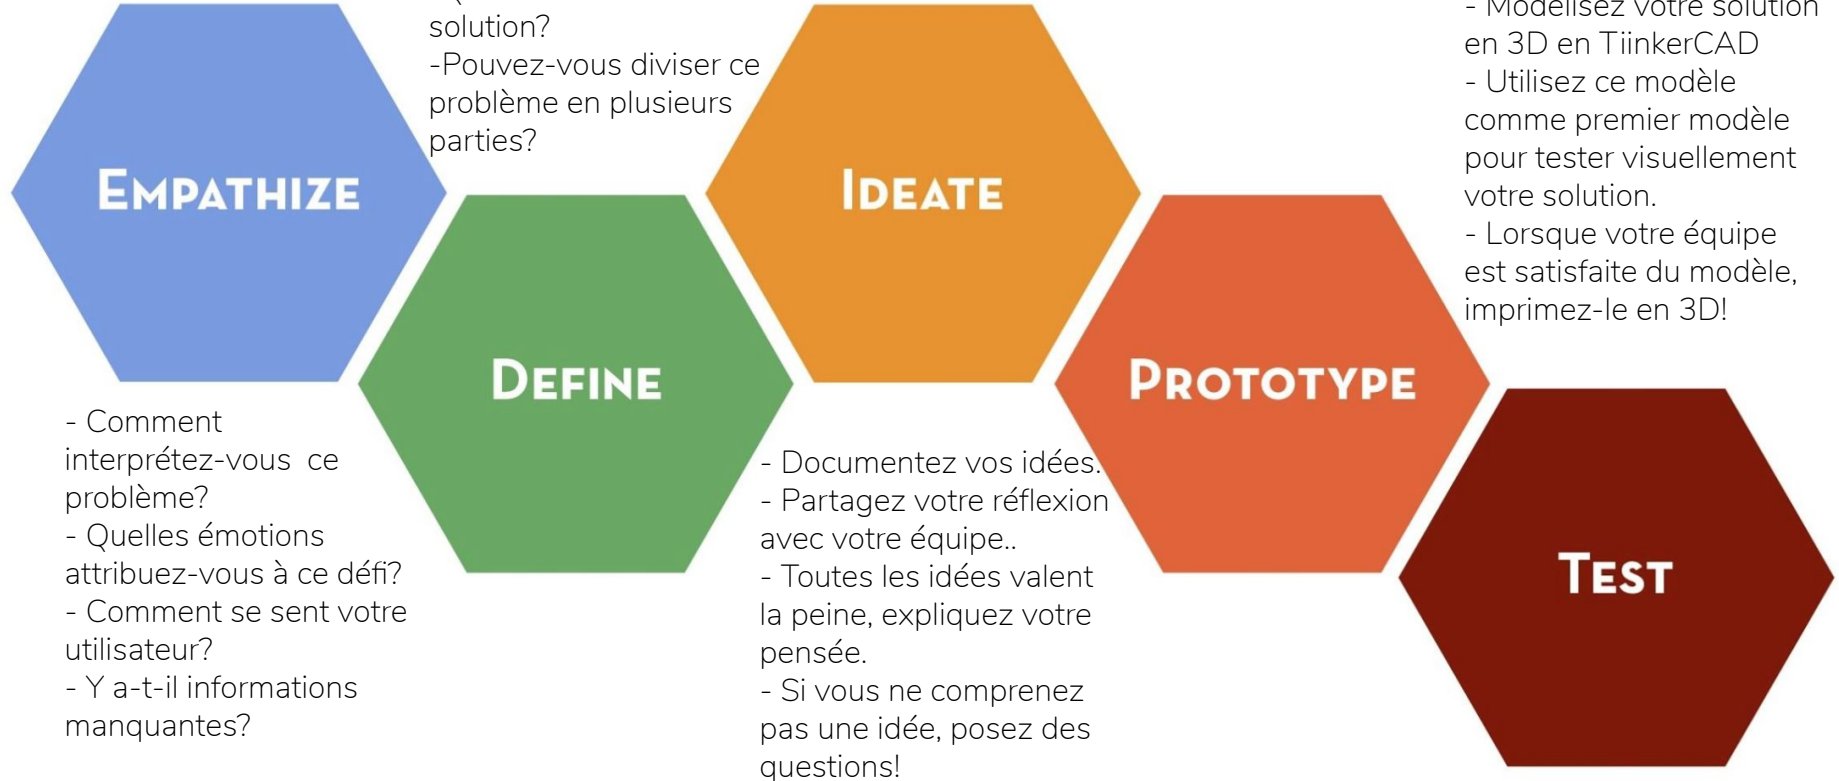 EMPATHIZE
- Comment
interprétez-vous  ce
problème?
- Quelles émotions
attribuez-vous à ce défi?
- Comment se sent votre
utilisateur?
- Y a-t-il informations
manquantes?
solution?
-Pouvez-vous diviser ce
problème en plusieurs
parties?
DEFINE
IDEATE
- Documentez vos idées.
- Partagez votre réflexion
avec votre équipe..
- Toutes les idées valent
la peine, expliquez votre
pensée.
- Si vous ne comprenez
pas une idée, posez des
questions!
PROTOTYPE
- Modélisez votre solution
en 3D en TiinkerCAD
- Utilisez ce modèle
comme premier modèle
pour tester visuellement
votre solution.
- Lorsque votre équipe
est satisfaite du modèle,
imprimez-le en 3D!
TEST